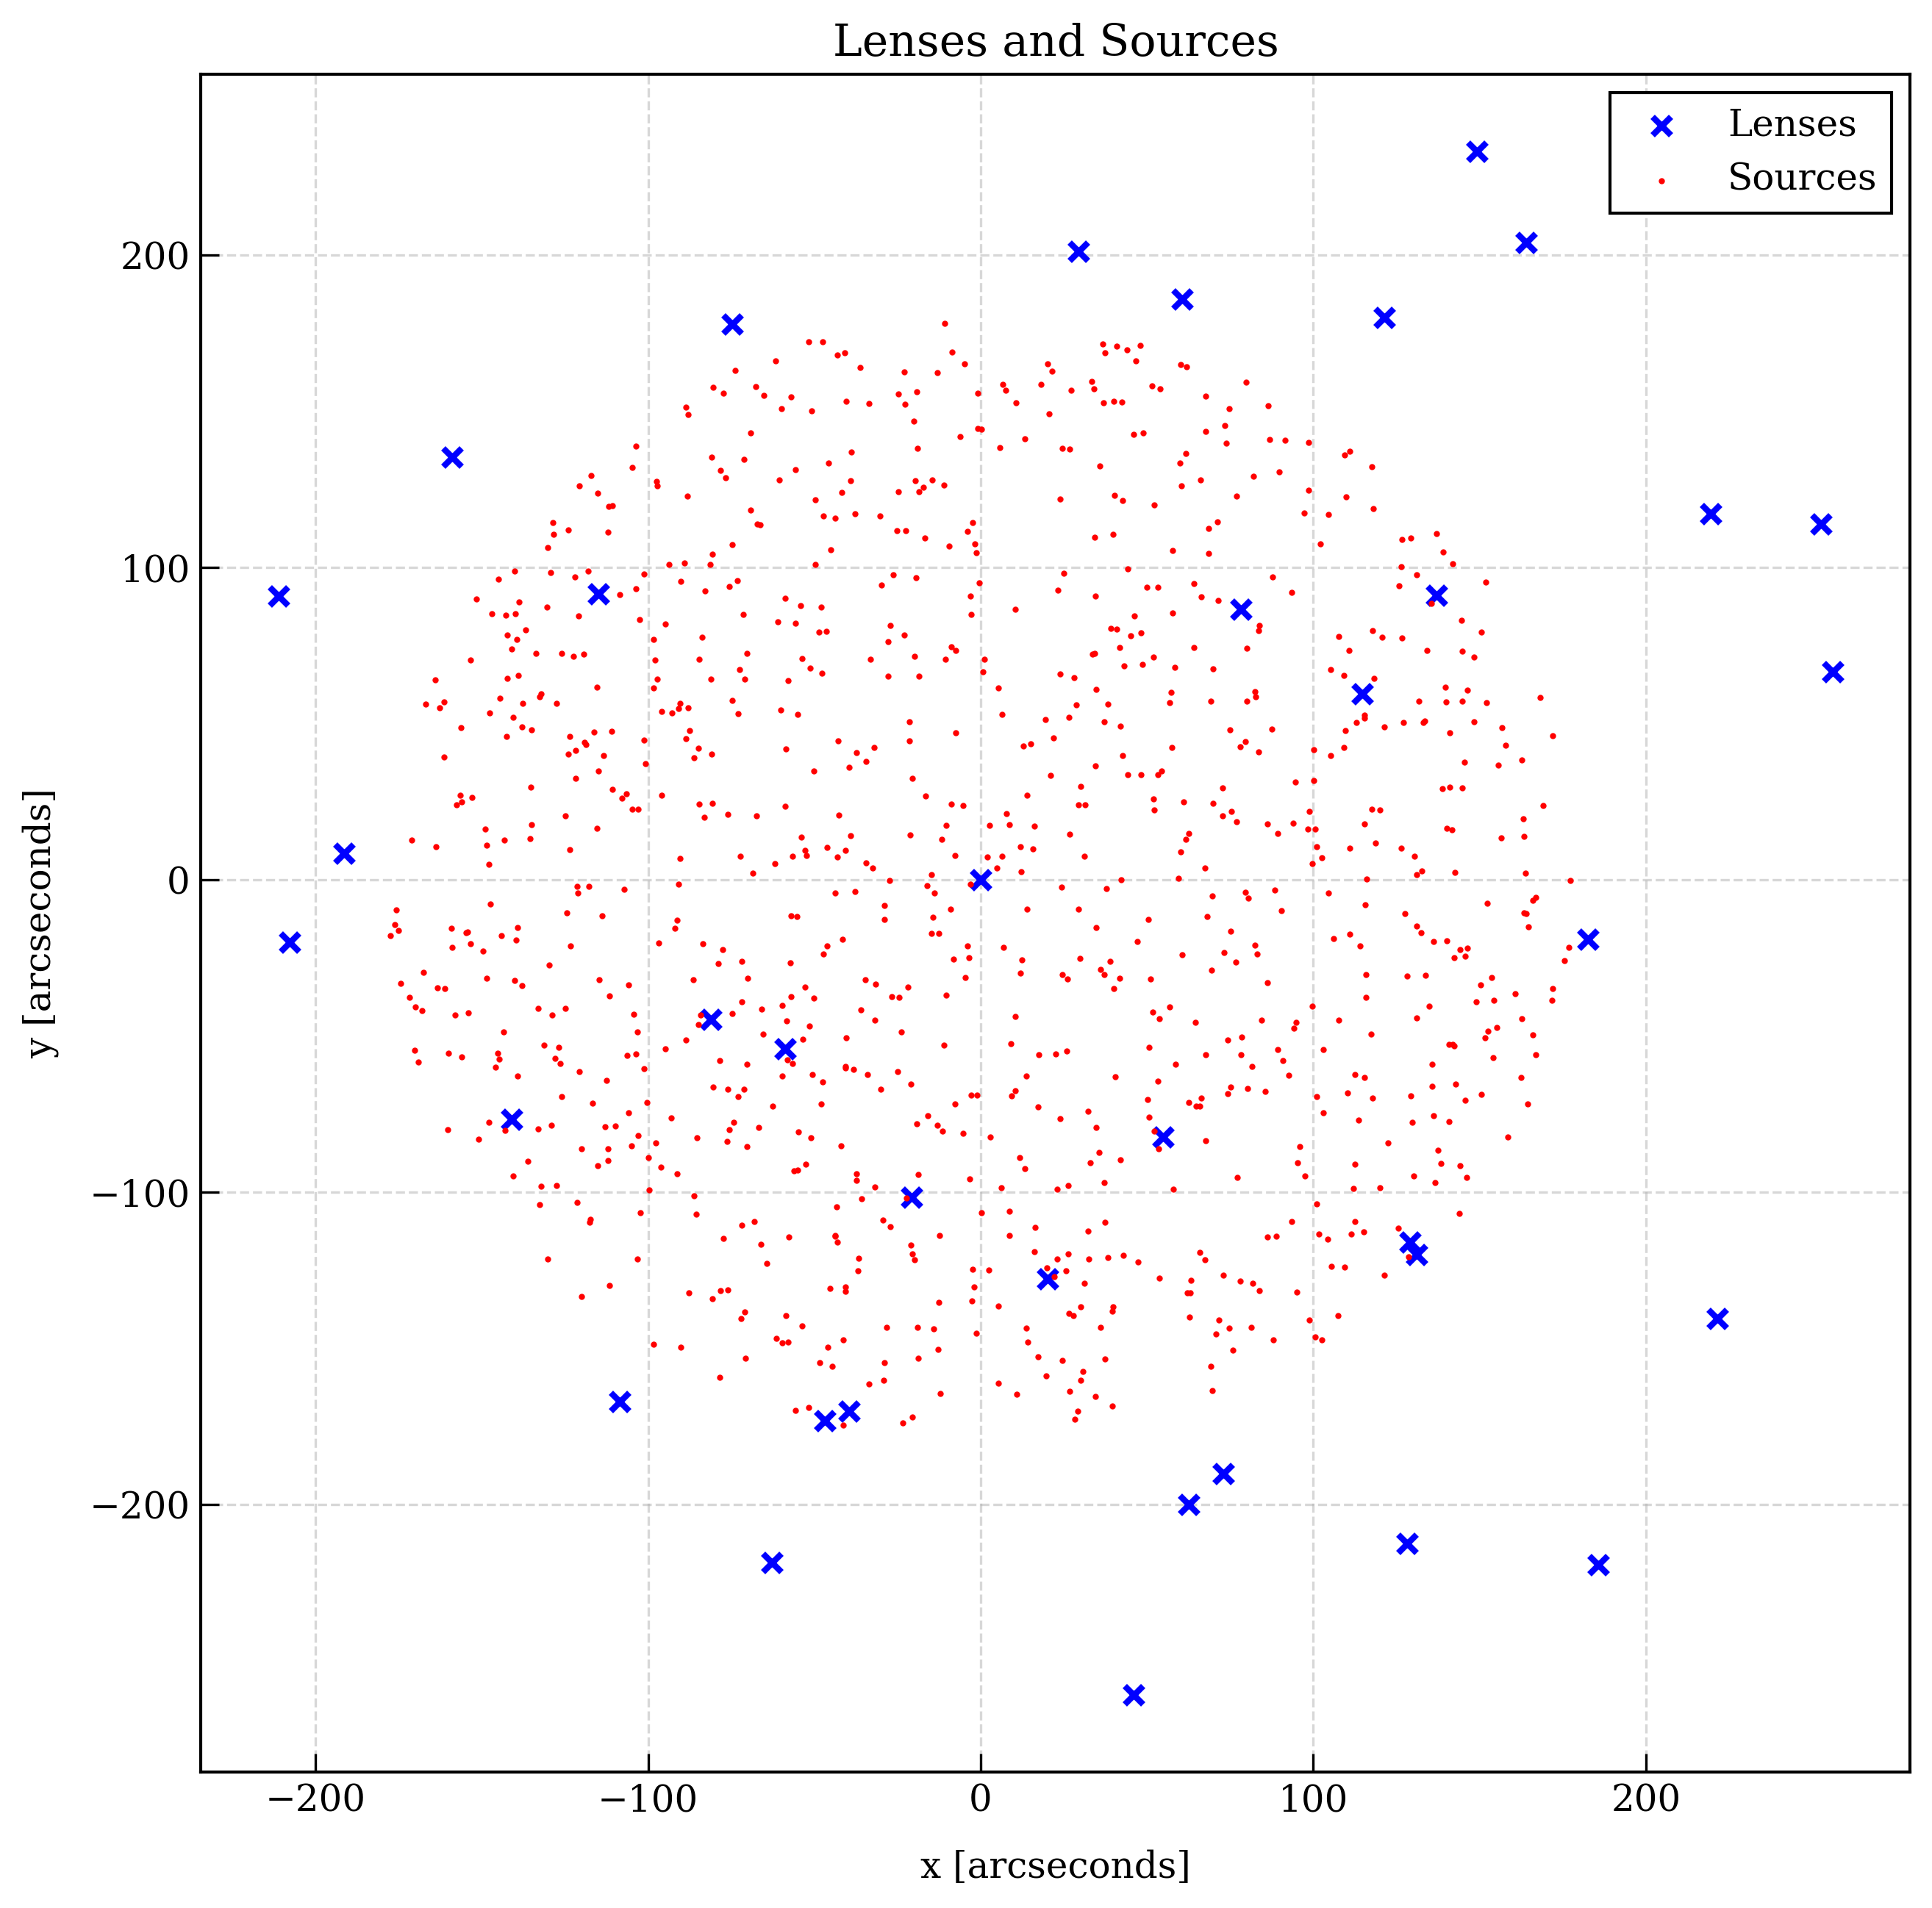 Lenses and Sources
Lenses
Sources
200
100
0
−100
−200
y [arcseconds]
−200 −100 0 100 200
x [arcseconds]